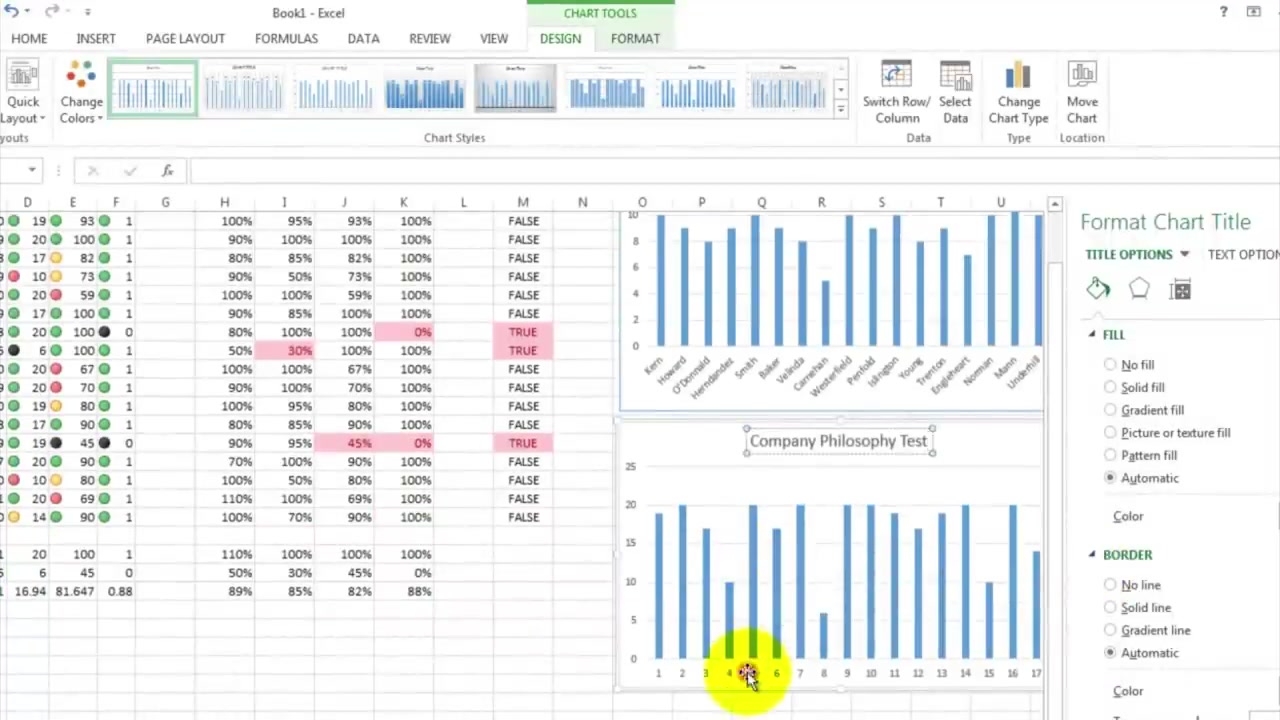 Book1 - Excel
CHART TOOLS
?
HOME INSERT PAGE LAYOUT FORMULAS DATA REVIEW VIEW DESIGN FORMAT
Quick Layout
Change Colors
Switch Row/ Column
Select Data
Change Chart Type
Move Chart
youts
Chart Styles
Data
Type
Location
fx
D E F G H I J K L M N O P Q R S T U
19 93 1 100% 95% 93% 100% FALSE
20 100 1 90% 100% 100% 100% FALSE
17 82 1 80% 85% 82% 100% FALSE
10 73 1 90% 50% 73% 100% FALSE
20 59 1 100% 100% 59% 100% FALSE
17 100 1 90% 85% 100% 100% FALSE
20 100 0 80% 100% 100% 0% TRUE
6 100 1 50% 30% 100% 100% TRUE
20 67 1 100% 100% 67% 100% FALSE
20 70 1 90% 100% 70% 100% FALSE
19 80 1 100% 95% 80% 100% FALSE
17 90 1 80% 85% 90% 100% FALSE
19 45 0 90% 95% 45% 0% TRUE
20 90 1 70% 100% 90% 100% FALSE
10 80 1 100% 50% 80% 100% FALSE
20 69 1 110% 100% 69% 100% FALSE
14 90 1 100% 70% 90% 100% FALSE
20 100 1 110% 100% 100% 100%
6 45 0 50% 30% 45% 0%
16.94 81.647 0.88 89% 85% 82% 88%
10
8
6
4
2
0
Kern Howard O'Donald Hernandez Smith Baker Velinda Carnehan Westerfield Penfold Islington Young Trenton Engleheart Norman Mann Underhill
Company Philosophy Test
25
20
15
10
5
0
1 2 3 4 6 7 8 9 10 11 12 13 14 15 16 17
Format Chart Title
TITLE OPTIONS TEXT OPTION
FILL
No fill
Solid fill
Gradient fill
Picture or texture fill
Pattern fill
Automatic
Color
BORDER
No line
Solid line
Gradient line
Automatic
Color